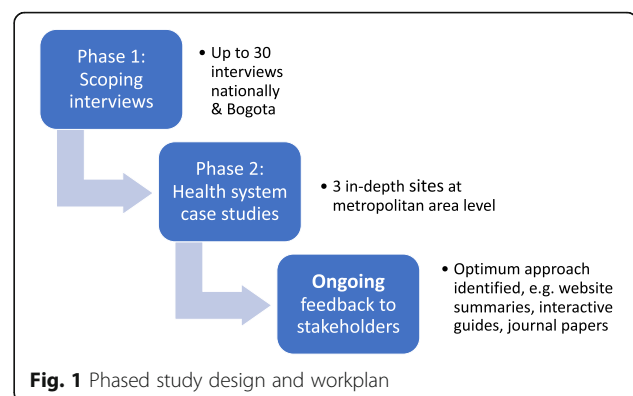 Phase 1:
Scoping
interviews
• Up to 30
interviews
nationally
& Bogota
Phase 2:
Health system
case studies
• 3 in-depth sites at
metropolitan area level
Ongoing
feedback to
stakeholders
• Optimum approach
identified, e.g. website
summaries, interactive
guides, journal papers
Fig. 1 Phased study design and workplan